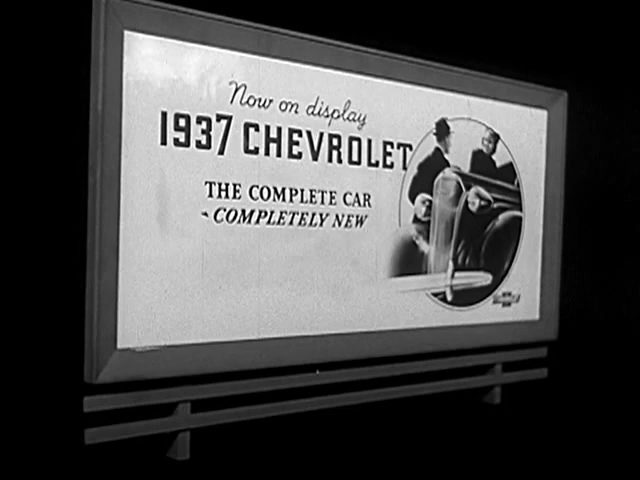 Now on display
1937 CHEVROLET
THE COMPLETE CAR
-COMPLETELY NEW